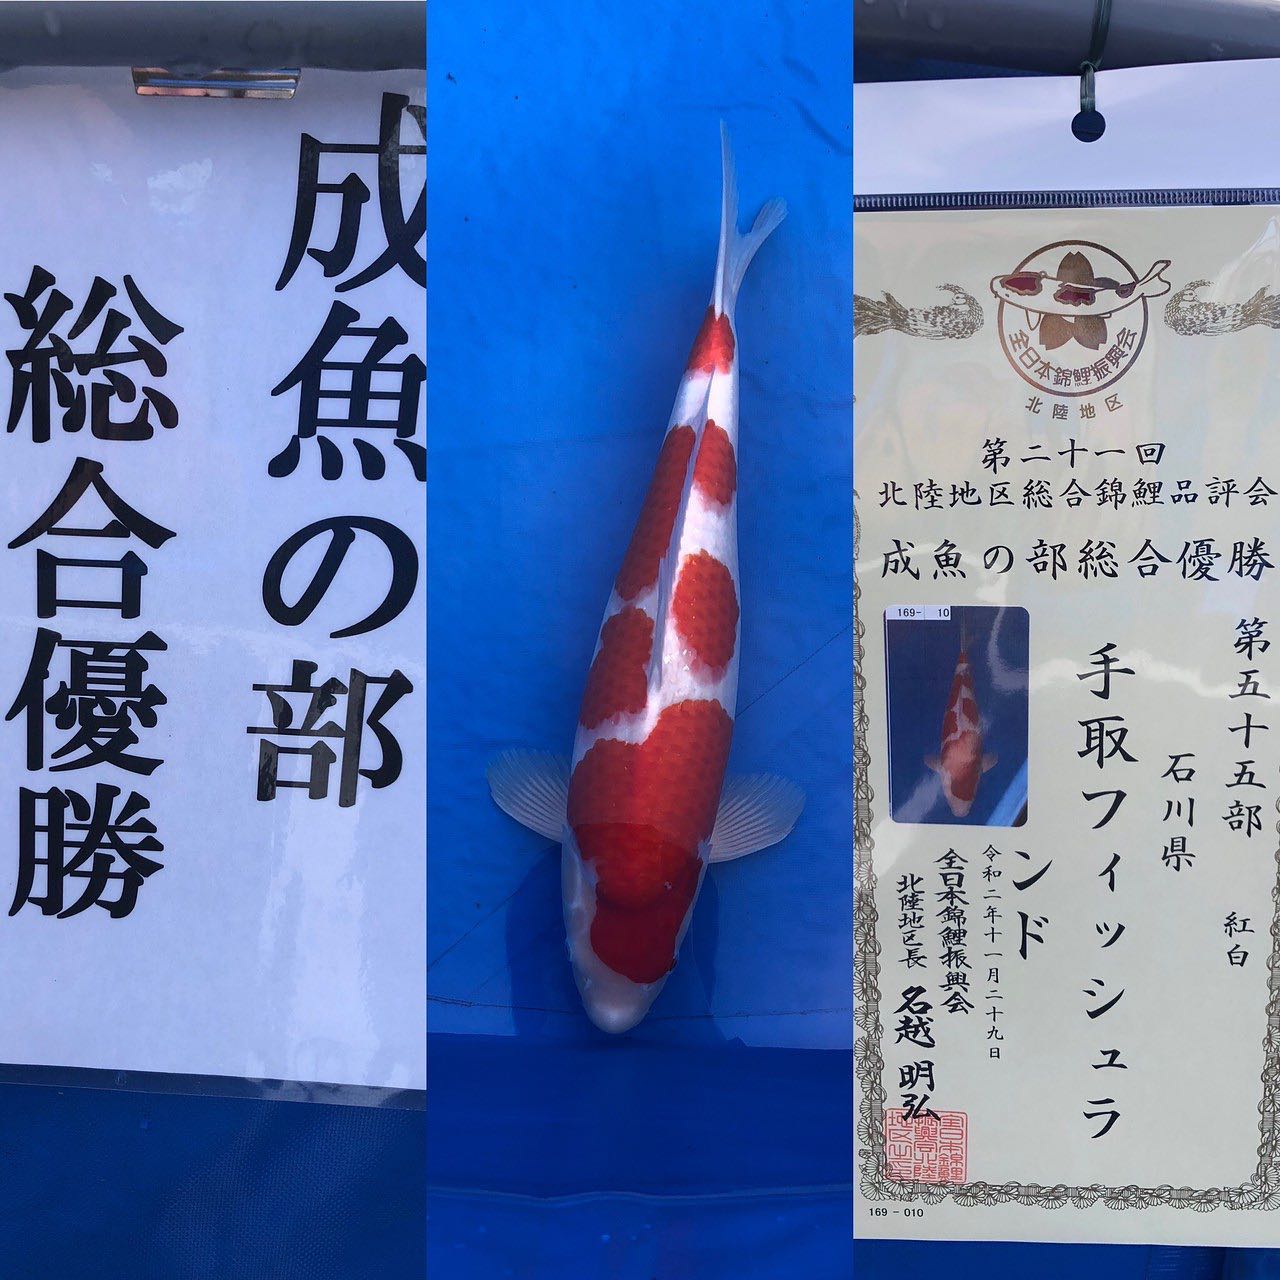 成魚の部
総合優勝
全日本錦鯉振興会
北陸地区
第二十一回
北陸地区総合錦鯉品評会
成魚の部総合優勝
169- 10
第五十五部 紅白
石川県
手取フィッシュラ
ンド
令和二年十一月二十九日
全日本錦鯉振興会
北陸地区長 名越明弘
169 - 010